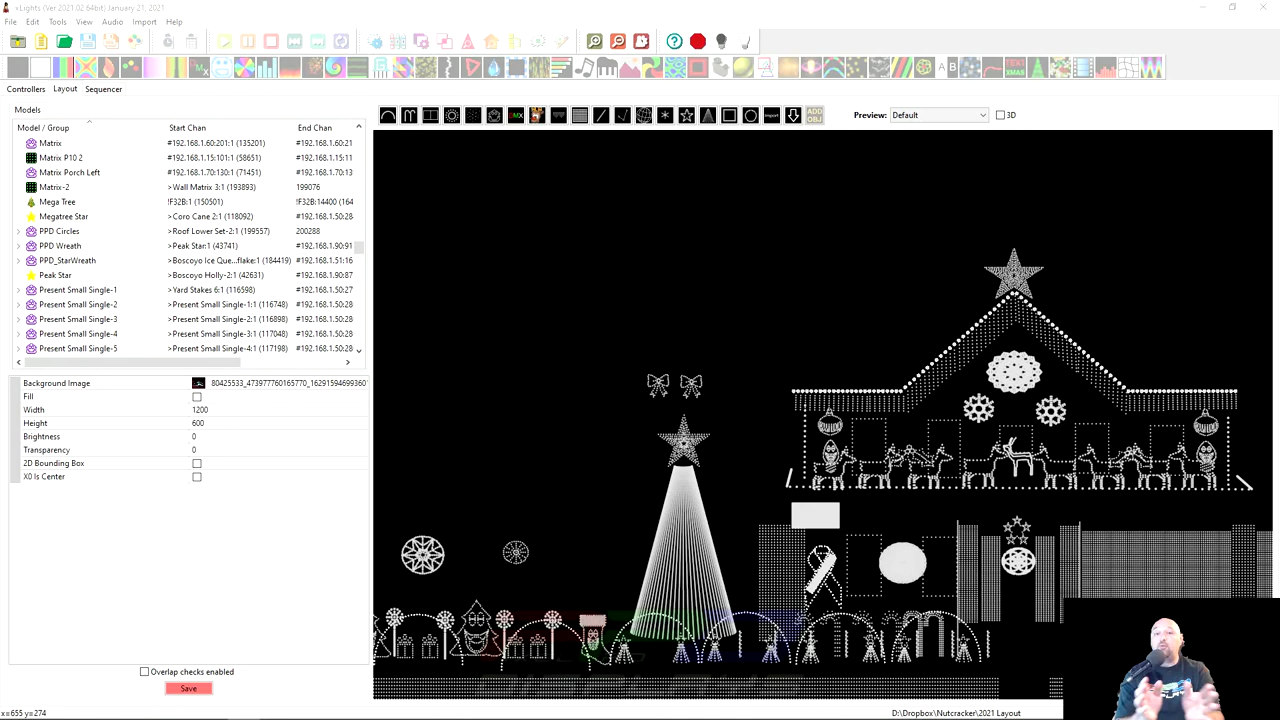 xLights (Ver 2021.02 64bit) January 21, 2021
File Edit Tools View Audio Import Help
Controllers Layout Sequencer
Models
Preview: Default 3D
Model / Group Start Chan End Chan
Matrix #192.168.1.60:201:1 (135201) #192.168.1.60:21
Matrix P10 2 #192.168.1.15:101:1 (58651) #192.168.1.15:11
Matrix Porch Left #192.168.1.70:130:1 (71451) #192.168.1.70:13
Matrix-2 >Wall Matrix 3:1 (193893) 199076
Mega Tree !F32B:1 (150501) !F32B:14400 (164
Megatree Star >Coro Cane 2:1 (118092) #192.168.1.50:28
PPD Circles >Roof Lower Set-2:1 (199557) 200288
PPD Wreath >Peak Star:1 (43741) #192.168.1.90:91
PPD_StarWreath >Boscoyo Ice Que...flake:1 (184419) #192.168.1.51:16
Peak Star >Boscoyo Holly-2:1 (42631) #192.168.1.90:87
Present Small Single-1 >Yard Stakes 6:1 (116598) #192.168.1.50:27
Present Small Single-2 >Present Small Single-1:1 (116748) #192.168.1.50:28
Present Small Single-3 >Present Small Single-2:1 (116898) #192.168.1.50:28
Present Small Single-4 >Present Small Single-3:1 (117048) #192.168.1.50:28
Present Small Single-5 >Present Small Single-4:1 (117198) #192.168.1.50:28
Background Image 80425533_473977760165770_16291594699360
Fill
Width 1200
Height 600
Brightness 0
Transparency 0
2D Bounding Box
X0 Is Center
Overlap checks enabled
Save
x=655 y=274 D:\Dropbox\Nutcracker\2021 Layout